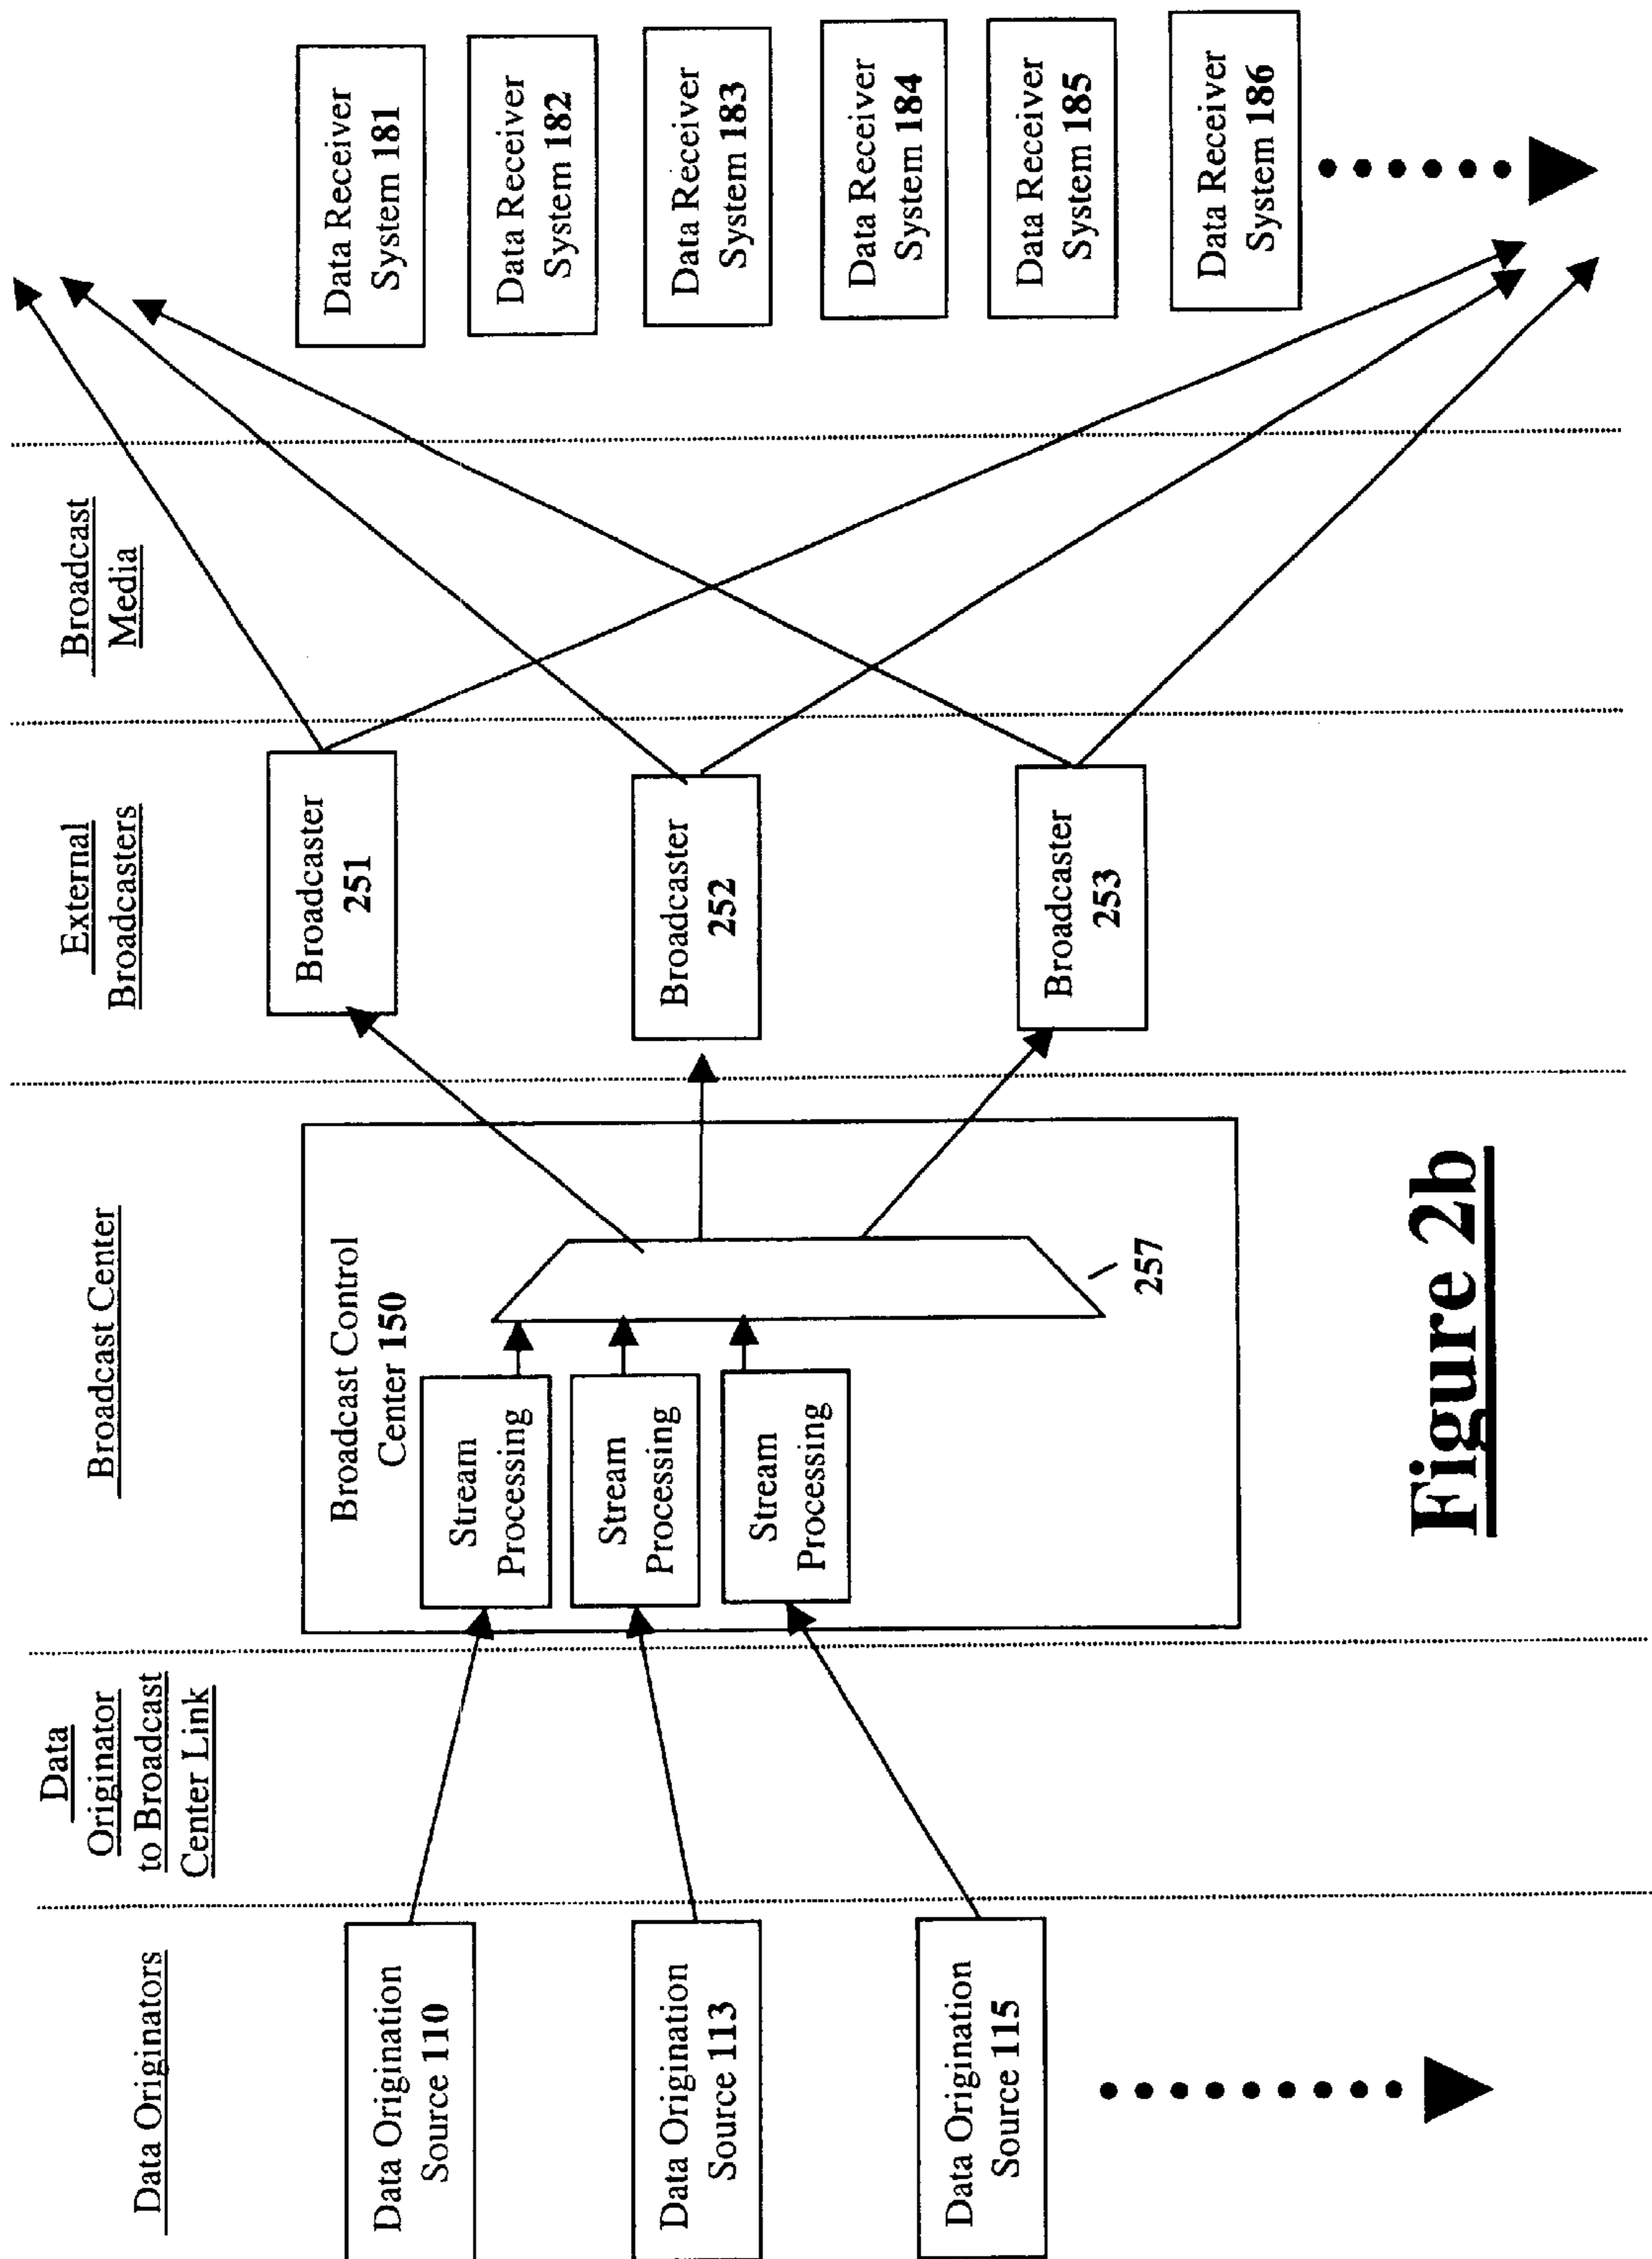 Data Originators
Data
Originator
to Broadcast
Center Link
Broadcast Center
External
Broadcasters
Broadcast
Media
Data Origination
Source 110
Data Origination
Source 113
Data Origination
Source 115
Broadcast Control
Center 150
Stream
Processing
Stream
Processing
Stream
Processing
257
Broadcaster
251
Broadcaster
252
Broadcaster
253
Data Receiver
System 181
Data Receiver
System 182
Data Receiver
System 183
Data Receiver
System 184
Data Receiver
System 185
Data Receiver
System 186
Figure 2b